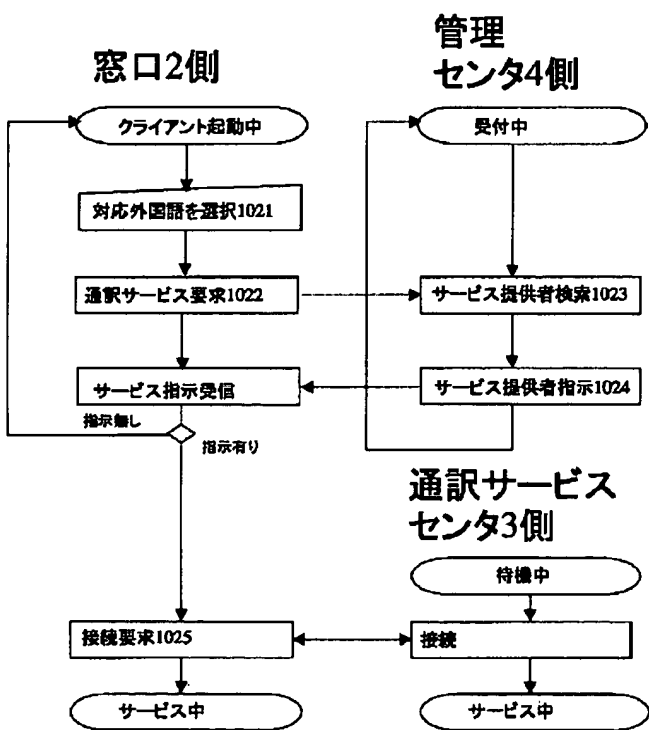 窓口2側
管理
センタ4側
クライアント起動中
受付中
対応外国語を選択1021
通訳サービス要求1022
サービス提供者検索1023
サービス指示受信
サービス提供者指示1024
指示無し
指示有り
通訳サービス
センタ3側
待機中
接続要求1025
接続
サービス中
サービス中